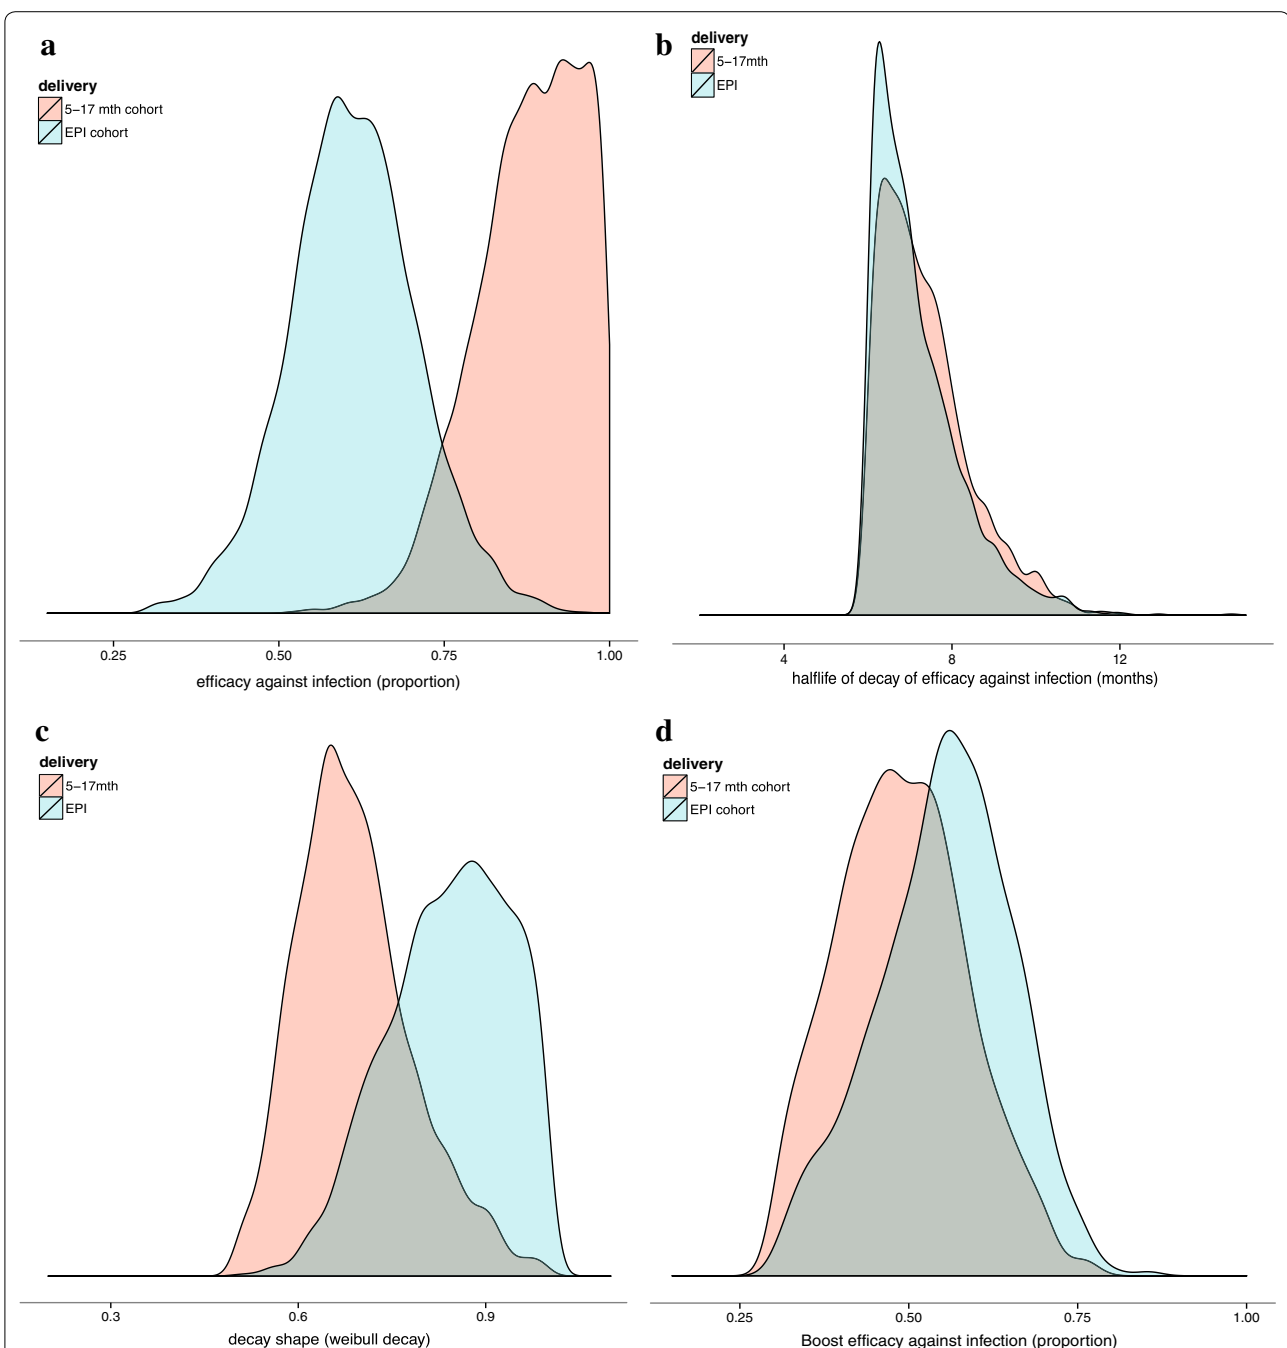 a
delivery
5–17 mth cohort
EPI cohort
0.25 0.50 0.75 1.00
efficacy against infection (proportion)
b
delivery
5–17mth
EPI
4 8 12
halflife of decay of efficacy against infection (months)
c
delivery
5–17mth
EPI
0.3 0.6 0.9
decay shape (weibull decay)
d
delivery
5–17 mth cohort
EPI cohort
0.25 0.50 0.75 1.00
Boost efficacy against infection (proportion)